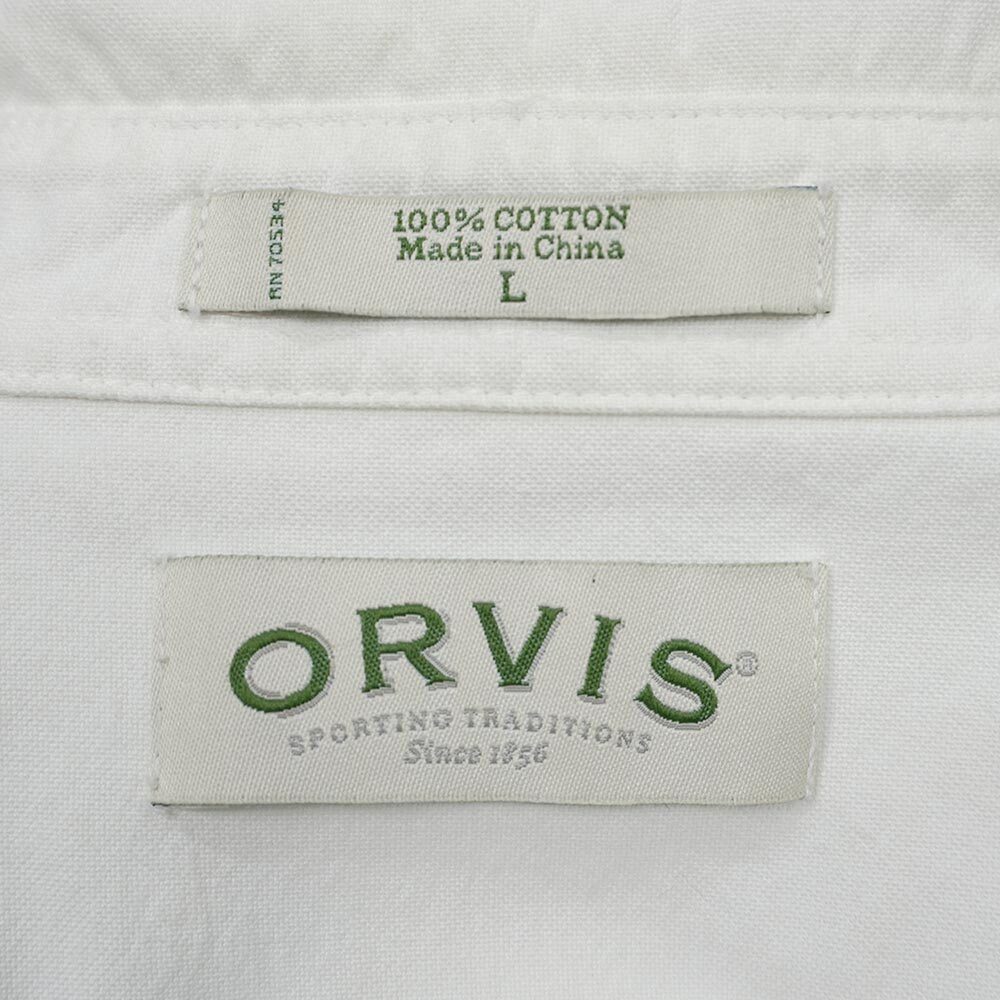 RN 70534
100% COTTON
Made in China
L
ORVIS®
SPORTING TRADITIONS
Since 1856